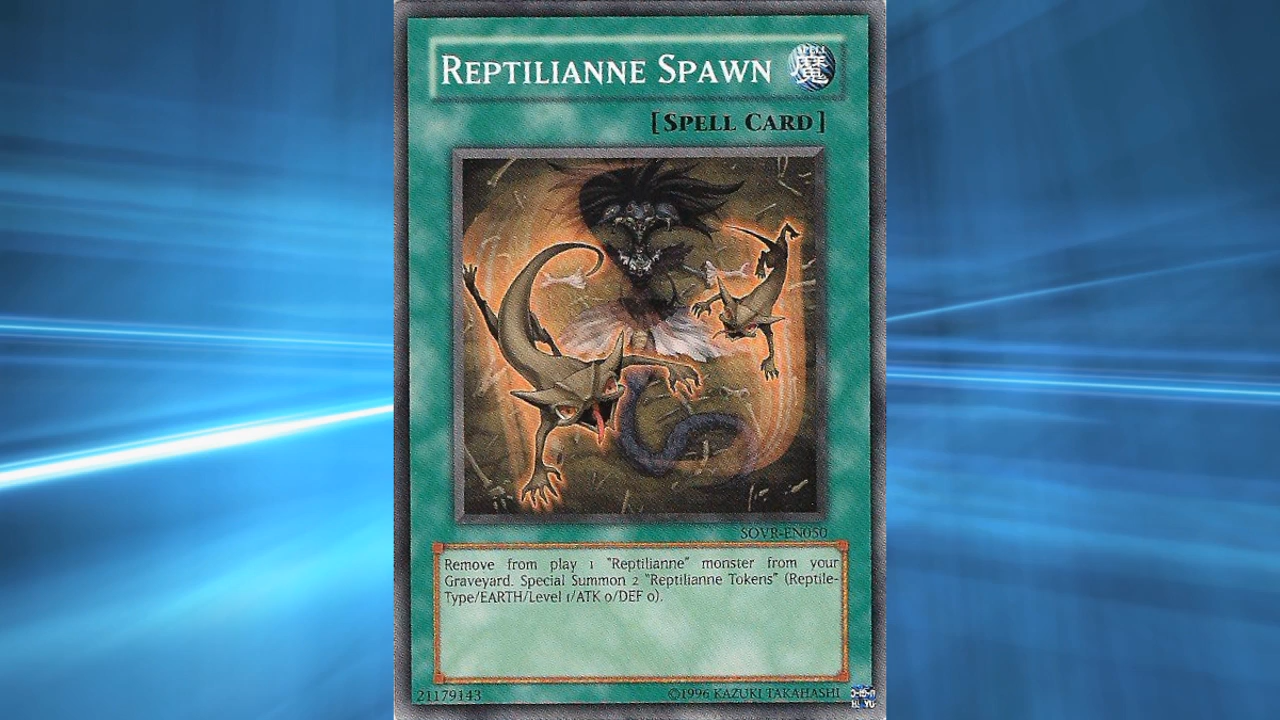 REPTILIANNE SPAWN
SPELL
魔
[SPELL CARD]
SOVR-EN050
Remove from play 1 "Reptilianne" monster from your
Graveyard. Special Summon 2 "Reptilianne Tokens" (Reptile-
Type/EARTH/Level 1/ATK 0/DEF 0).
21179143
©1996 KAZUKI TAKAHASHI